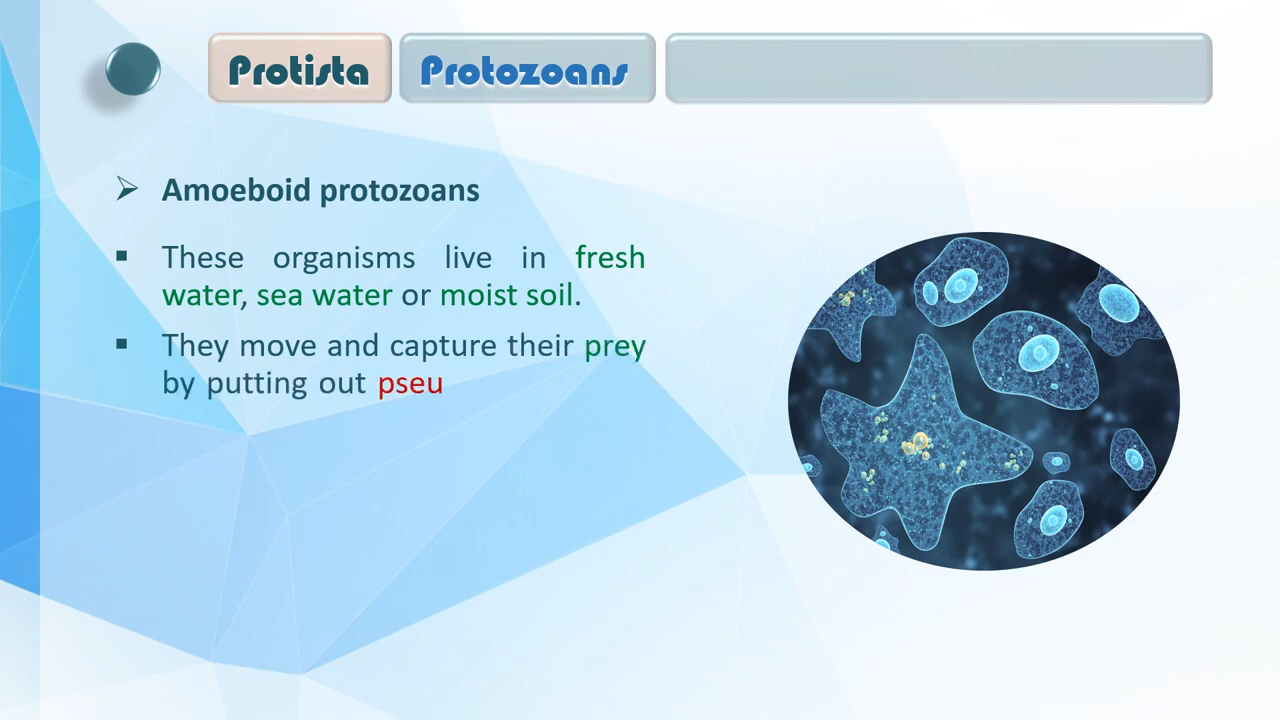 Protista Protozoans
Amoeboid protozoans
These organisms live in fresh
water, sea water or moist soil.
They move and capture their prey
by putting out pseu